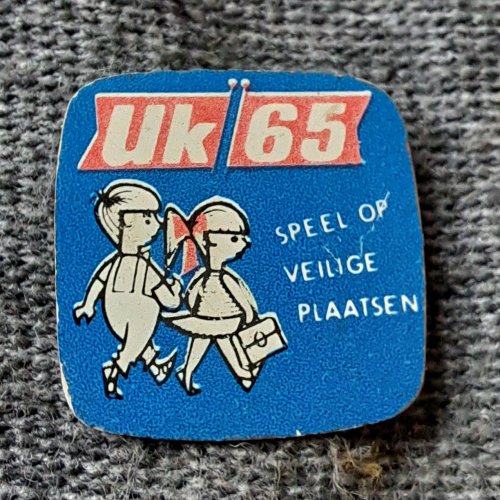 Uk 65
SPEEL OP
VEILIGE
PLAATSEN